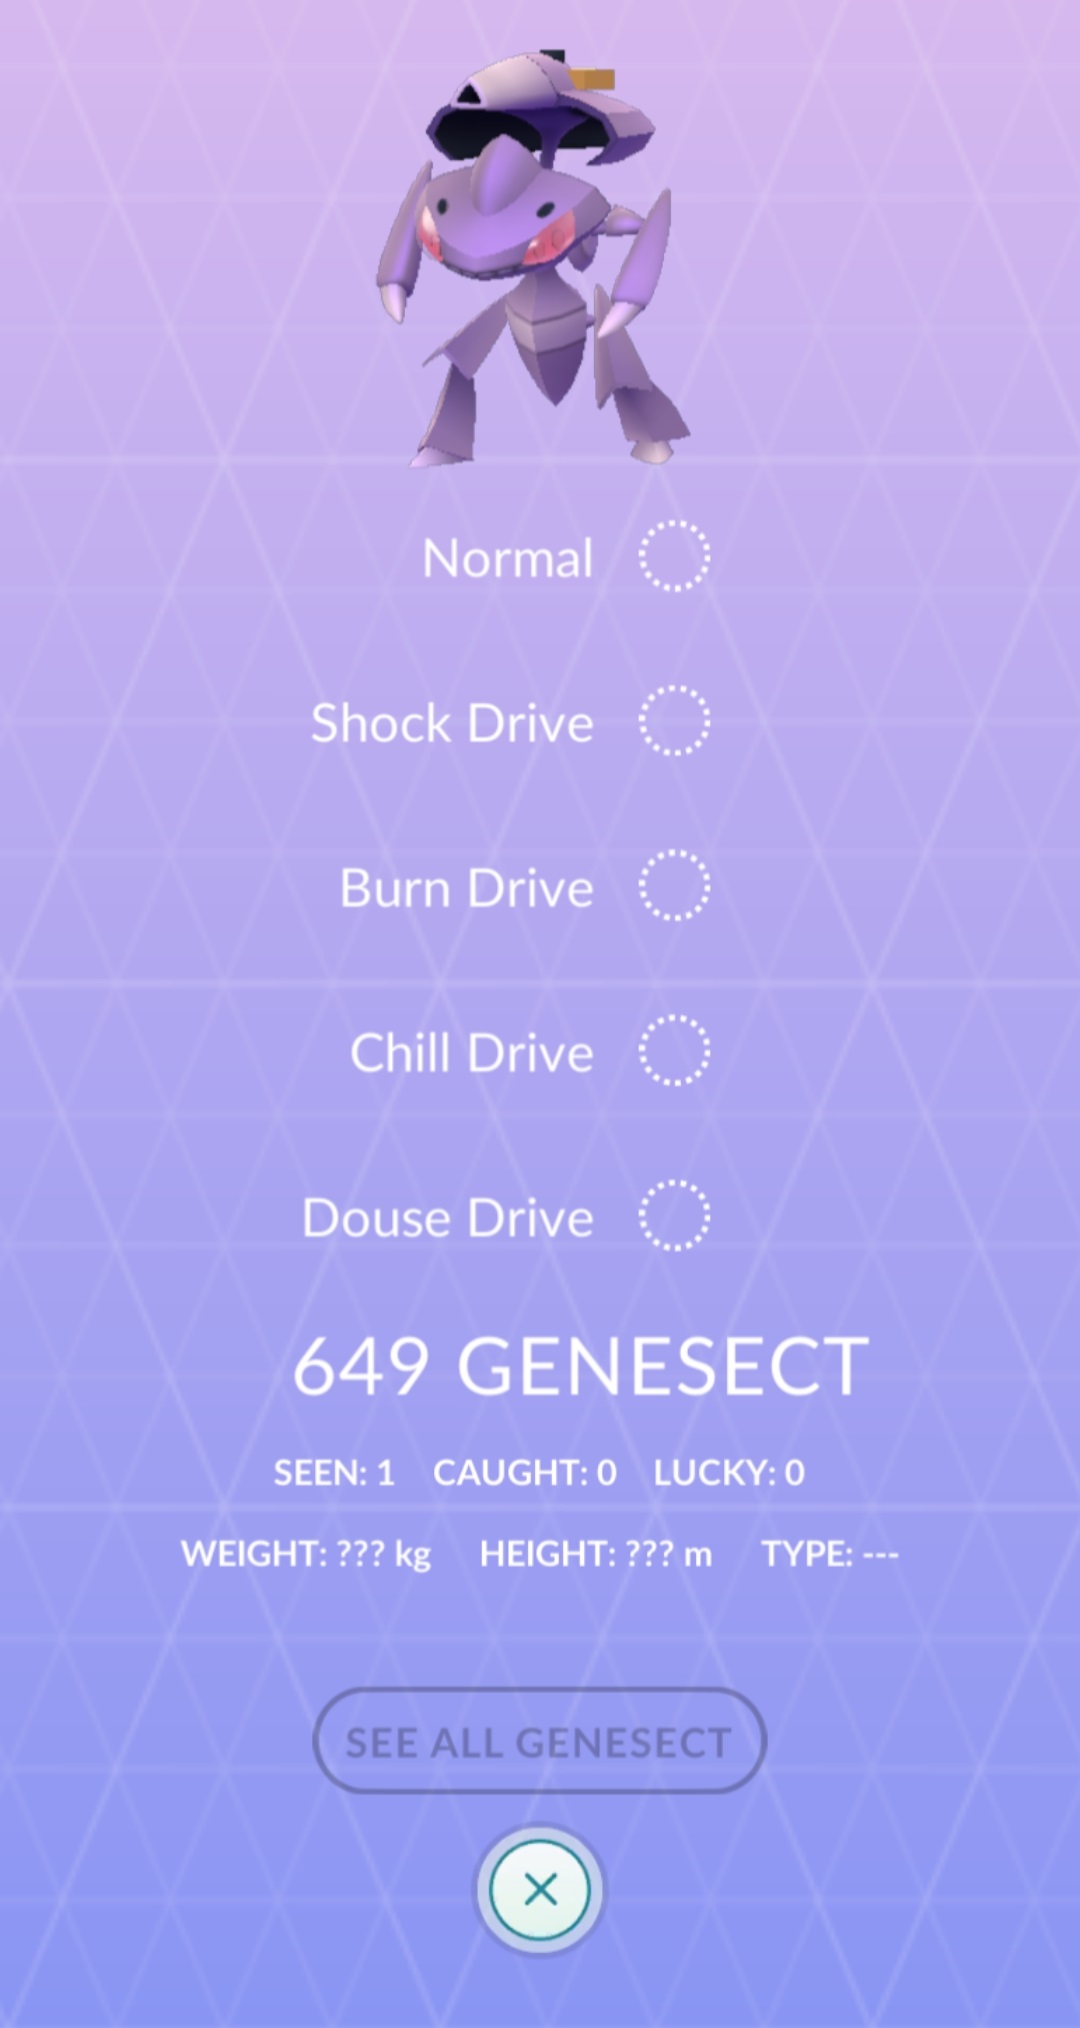 Normal
Shock Drive
Burn Drive
Chill Drive
Douse Drive
649 GENESECT
SEEN: 1 CAUGHT: 0 LUCKY: 0
WEIGHT: ??? kg HEIGHT: ??? m TYPE: ---
SEE ALL GENESECT